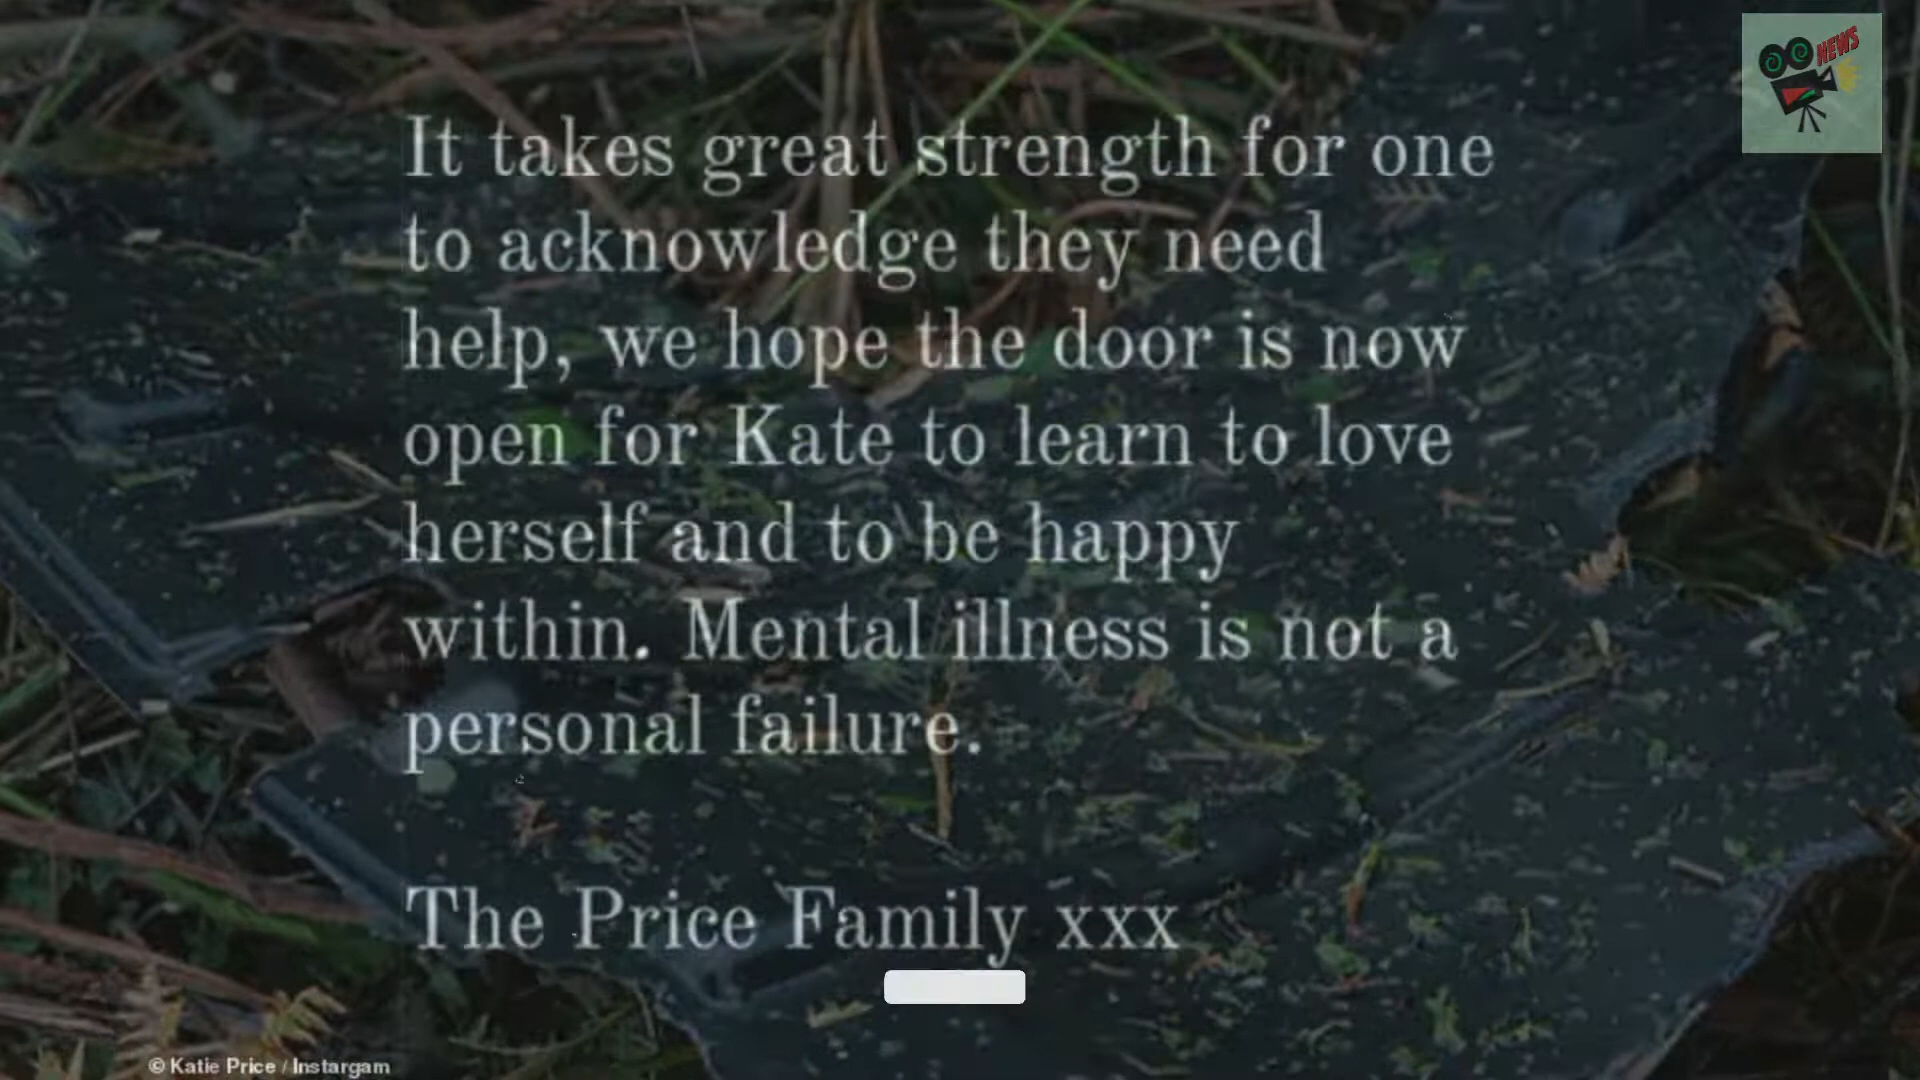 NEWS
It takes great strength for one
to acknowledge they need
help, we hope the door is now
open for Kate to learn to love
herself and to be happy
within. Mental illness is not a
personal failure.
The Price Family xxx
© Katie Price / Instargam